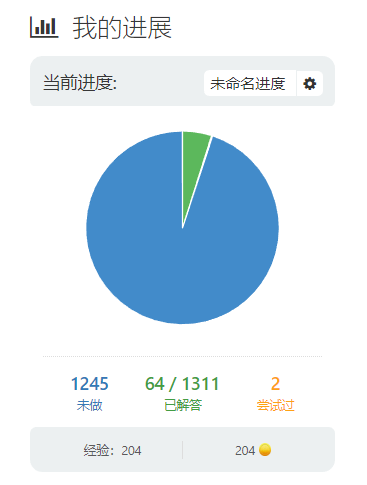 我的进展
当前进度: 未命名进度
1245 64 / 1311 2
未做 已解答 尝试过
经验: 204 204